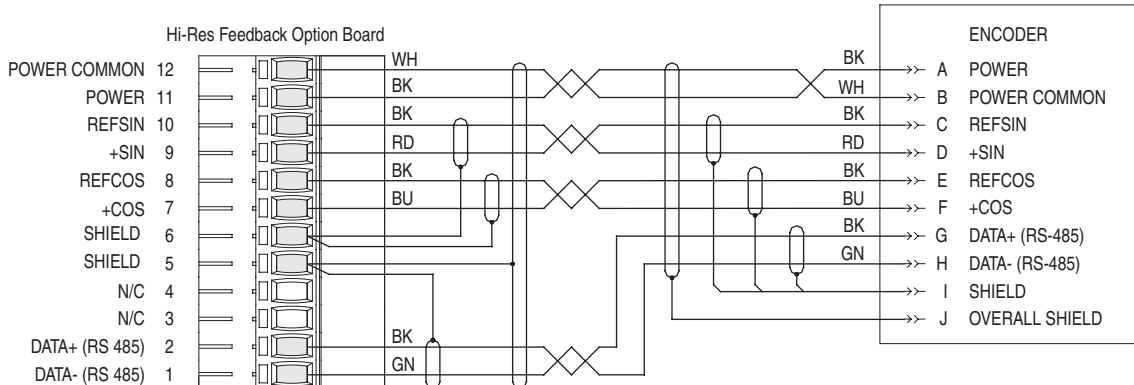 Hi-Res Feedback Option Board
ENCODER
POWER COMMON 12 WH BK A POWER
POWER 11 BK WH B POWER COMMON
REFSIN 10 BK BK C REFSIN
+SIN 9 RD RD D +SIN
REFCOS 8 BK BK E REFCOS
+COS 7 BU BU F +COS
SHIELD 6 BK G DATA+ (RS-485)
SHIELD 5 GN H DATA- (RS-485)
N/C 4 I SHIELD
N/C 3 J OVERALL SHIELD
DATA+ (RS 485) 2 BK
DATA- (RS 485) 1 GN